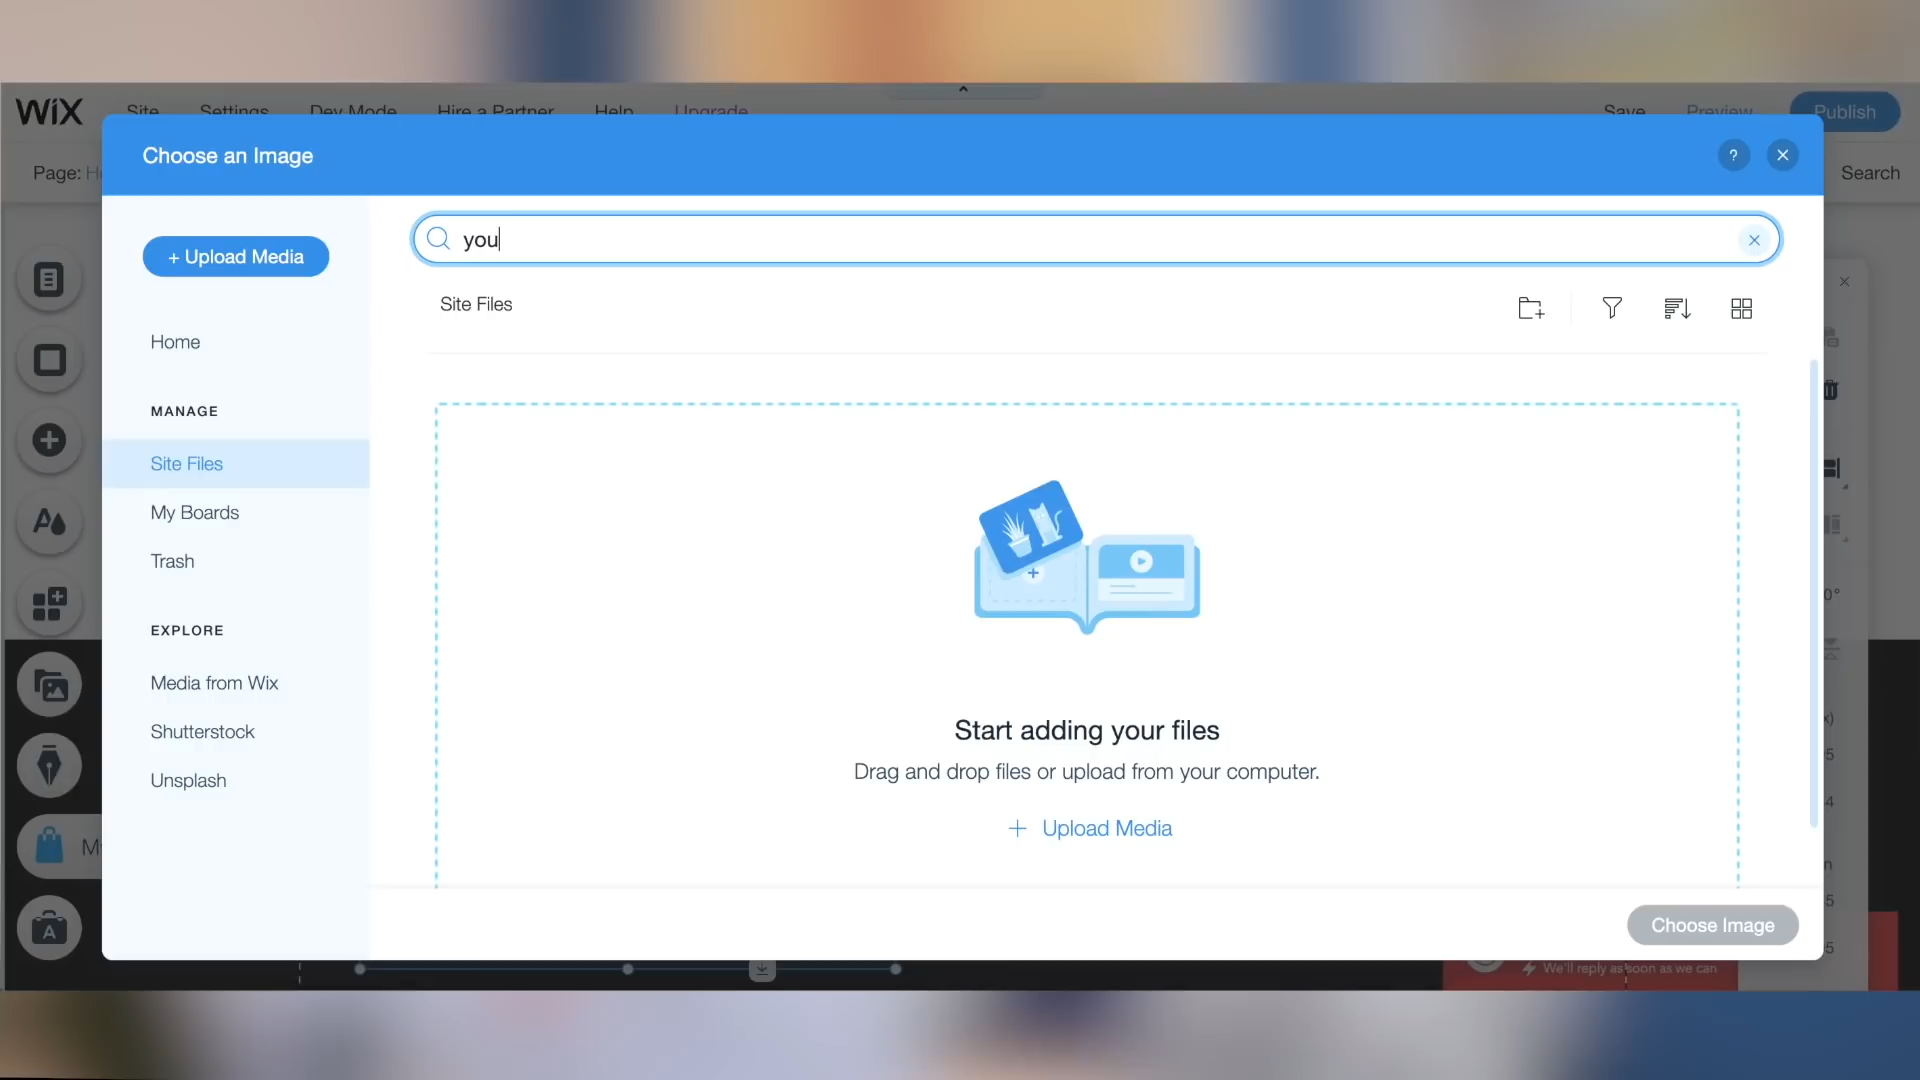 WiX
Site
Settings
Dev Mode
Hire a Partner
Help
Upgrade
Save
Preview
Publish
Page:
Search
Choose an Image
?
+ Upload Media
you
Site Files
Home
MANAGE
Site Files
My Boards
Trash
EXPLORE
Media from Wix
Shutterstock
Unsplash
Start adding your files
Drag and drop files or upload from your computer.
+ Upload Media
Choose Image
We'll reply as soon as we can